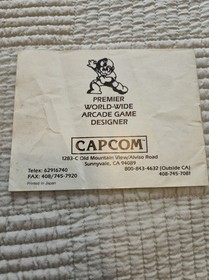 PREMIER
WORLD-WIDE
ARCADE GAME
DESIGNER
CAPCOM®
1283-C Old Mountain View/Alviso Road
Sunnyvale, CA 94089
Telex: 62916740
800-843-4632 (Outside CA)
FAX: 408/745-7920
408-745-7081
Printed in Japan